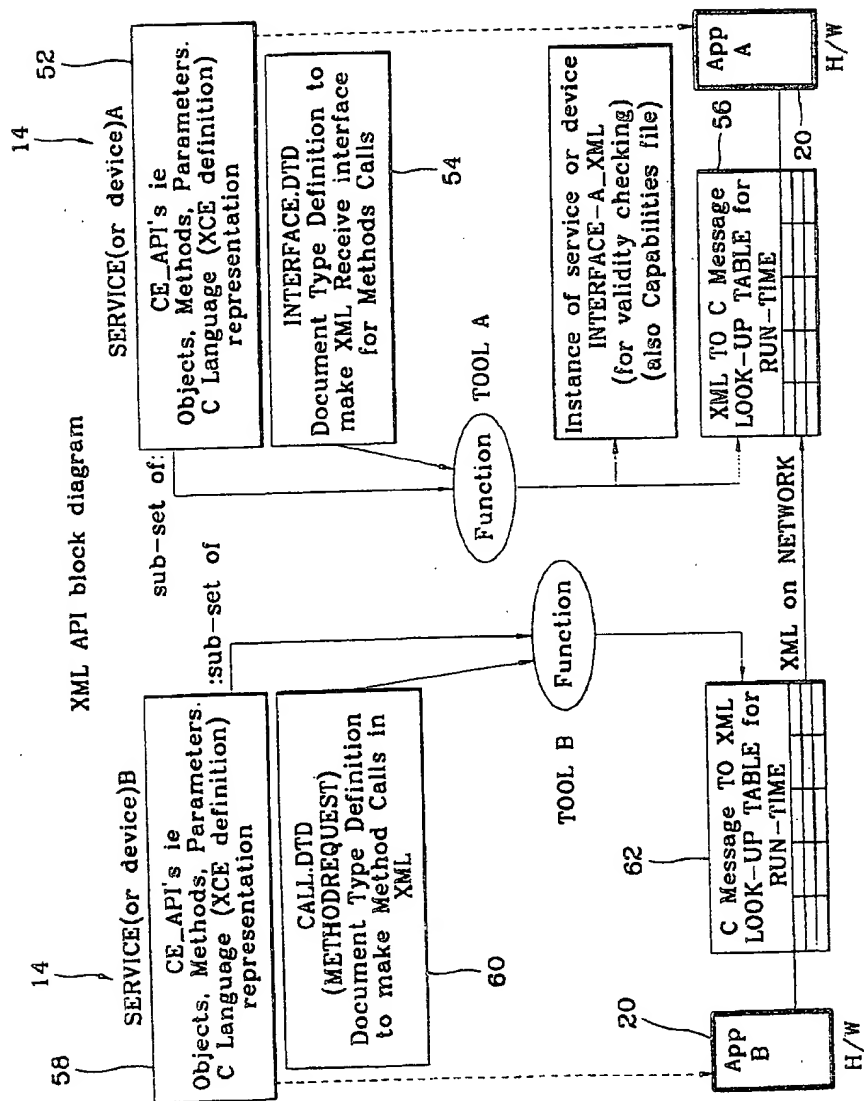 XML API block diagram
14
SERVICE(or device)B
58
CE_API's ie
Objects, Methods, Parameters.
C Language (XCE definition)
representation
::sub-set of
CALL.DTD
(METHODREQUEST)
Document Type Definition
to make Method Calls in
XML
60
TOOL B
Function
62
C Message TO XML
LOOK-UP TABLE for
RUN-TIME
20
App
B
H/W
XML on NETWORK
14
SERVICE(or device)A
52
CE_API's ie
Objects, Methods, Parameters.
C Language (XCE definition)
representation
sub-set of:
INTERFACE.DTD
Document Type Definition to
make XML Receive interface
for Methods Calls
54
Function
TOOL A
Instance of service or device
INTERFACE-A_XML
(for validity checking)
(also Capabilities file)
XML TO C Message
LOOK-UP TABLE for
RUN-TIME
56
App
A
20
H/W